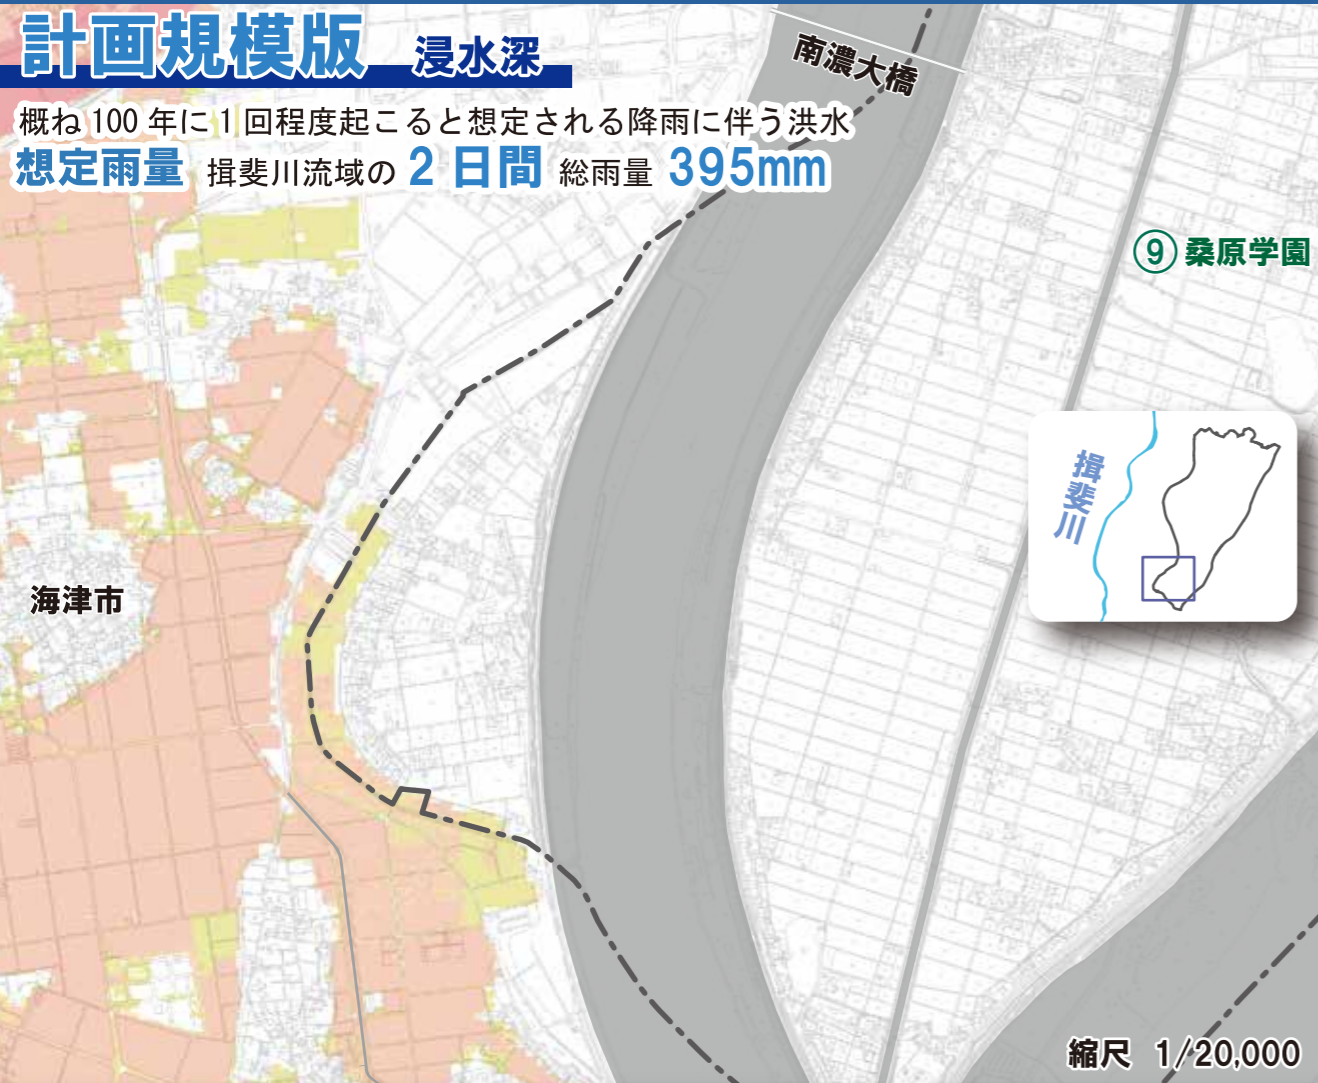 計画規模版 浸水深
概ね100年に1回程度起こると想定される降雨に伴う洪水
想定雨量 揖斐川流域の2日間 総雨量 395mm
南濃大橋
⑨桑原学園
揖斐川
海津市
縮尺 1/20,000